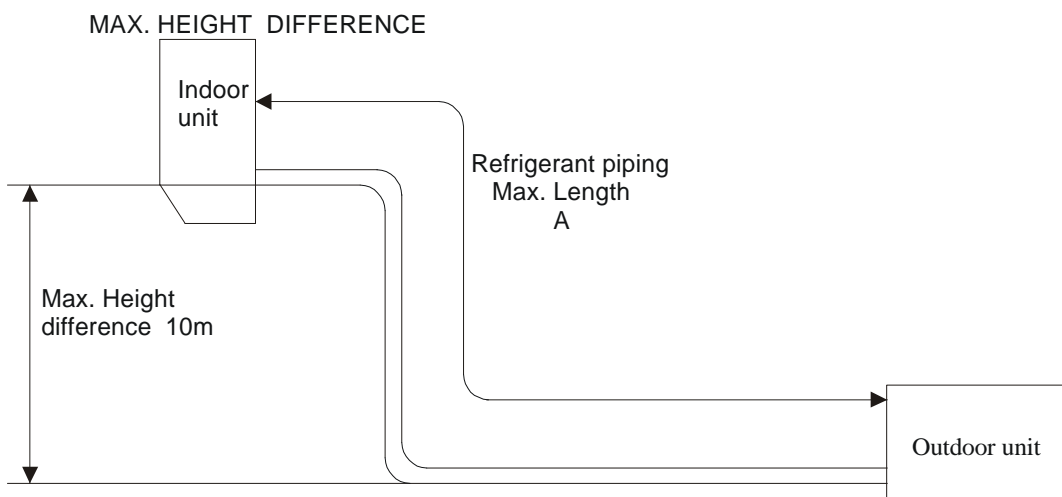 MAX. HEIGHT DIFFERENCE
Indoor
unit
Refrigerant piping
Max. Length
A
Max. Height
difference 10m
Outdoor unit